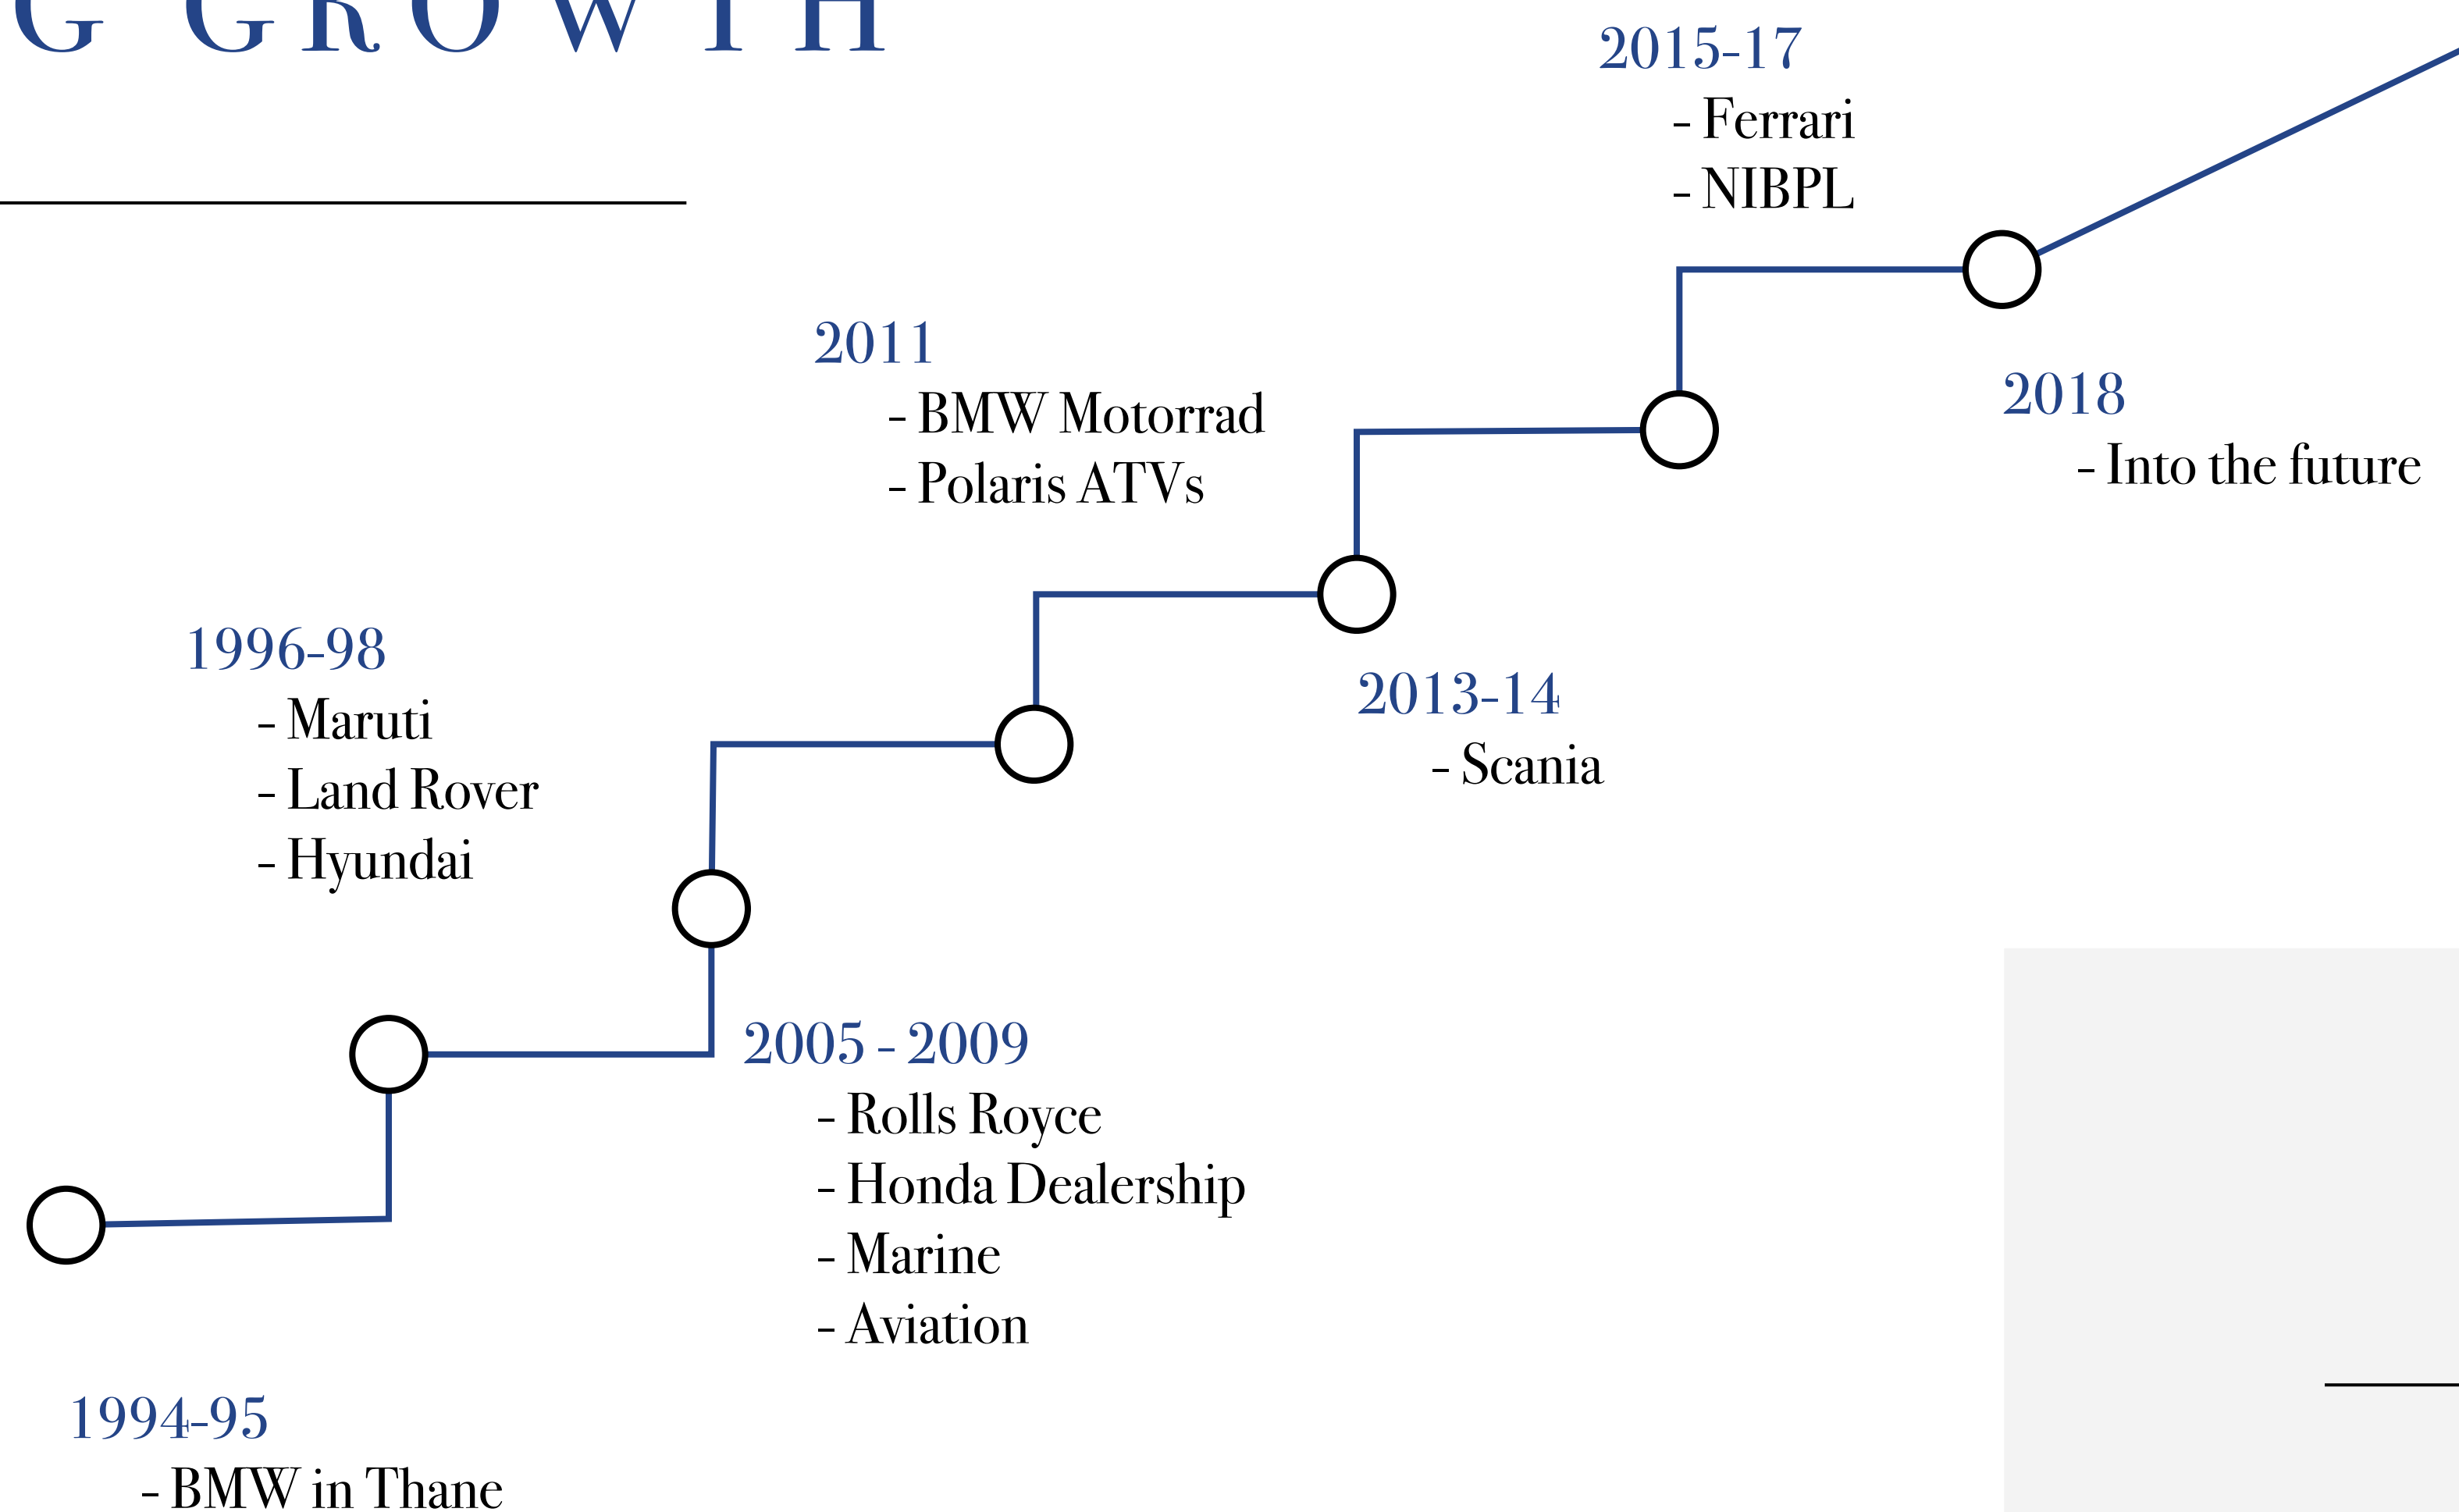 G GROWTH
2015-17
- Ferrari
- NIBPL
2011
- BMW Motorrad
- Polaris ATVs
2018
- Into the future
1996-98
- Maruti
- Land Rover
- Hyundai
2013-14
- Scania
2005 - 2009
- Rolls Royce
- Honda Dealership
- Marine
- Aviation
1994-95
- BMW in Thane